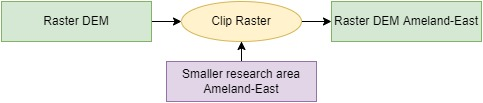 Raster DEM
Clip Raster
Raster DEM Ameland-East
Smaller research area
Ameland-East